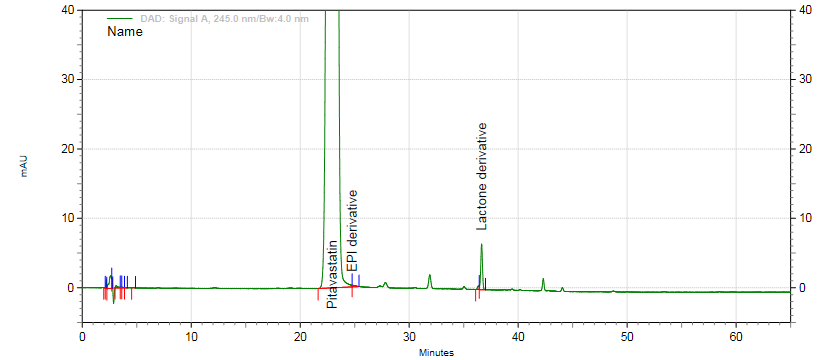 DAD: Signal A, 245.0 nm/Bw:4.0 nm
Name
40
40
30
30
20
20
10
10
0
0
mAU
Pitavastatin
EPI derivative
Lactone derivative
0
10
20
30
40
50
60
Minutes